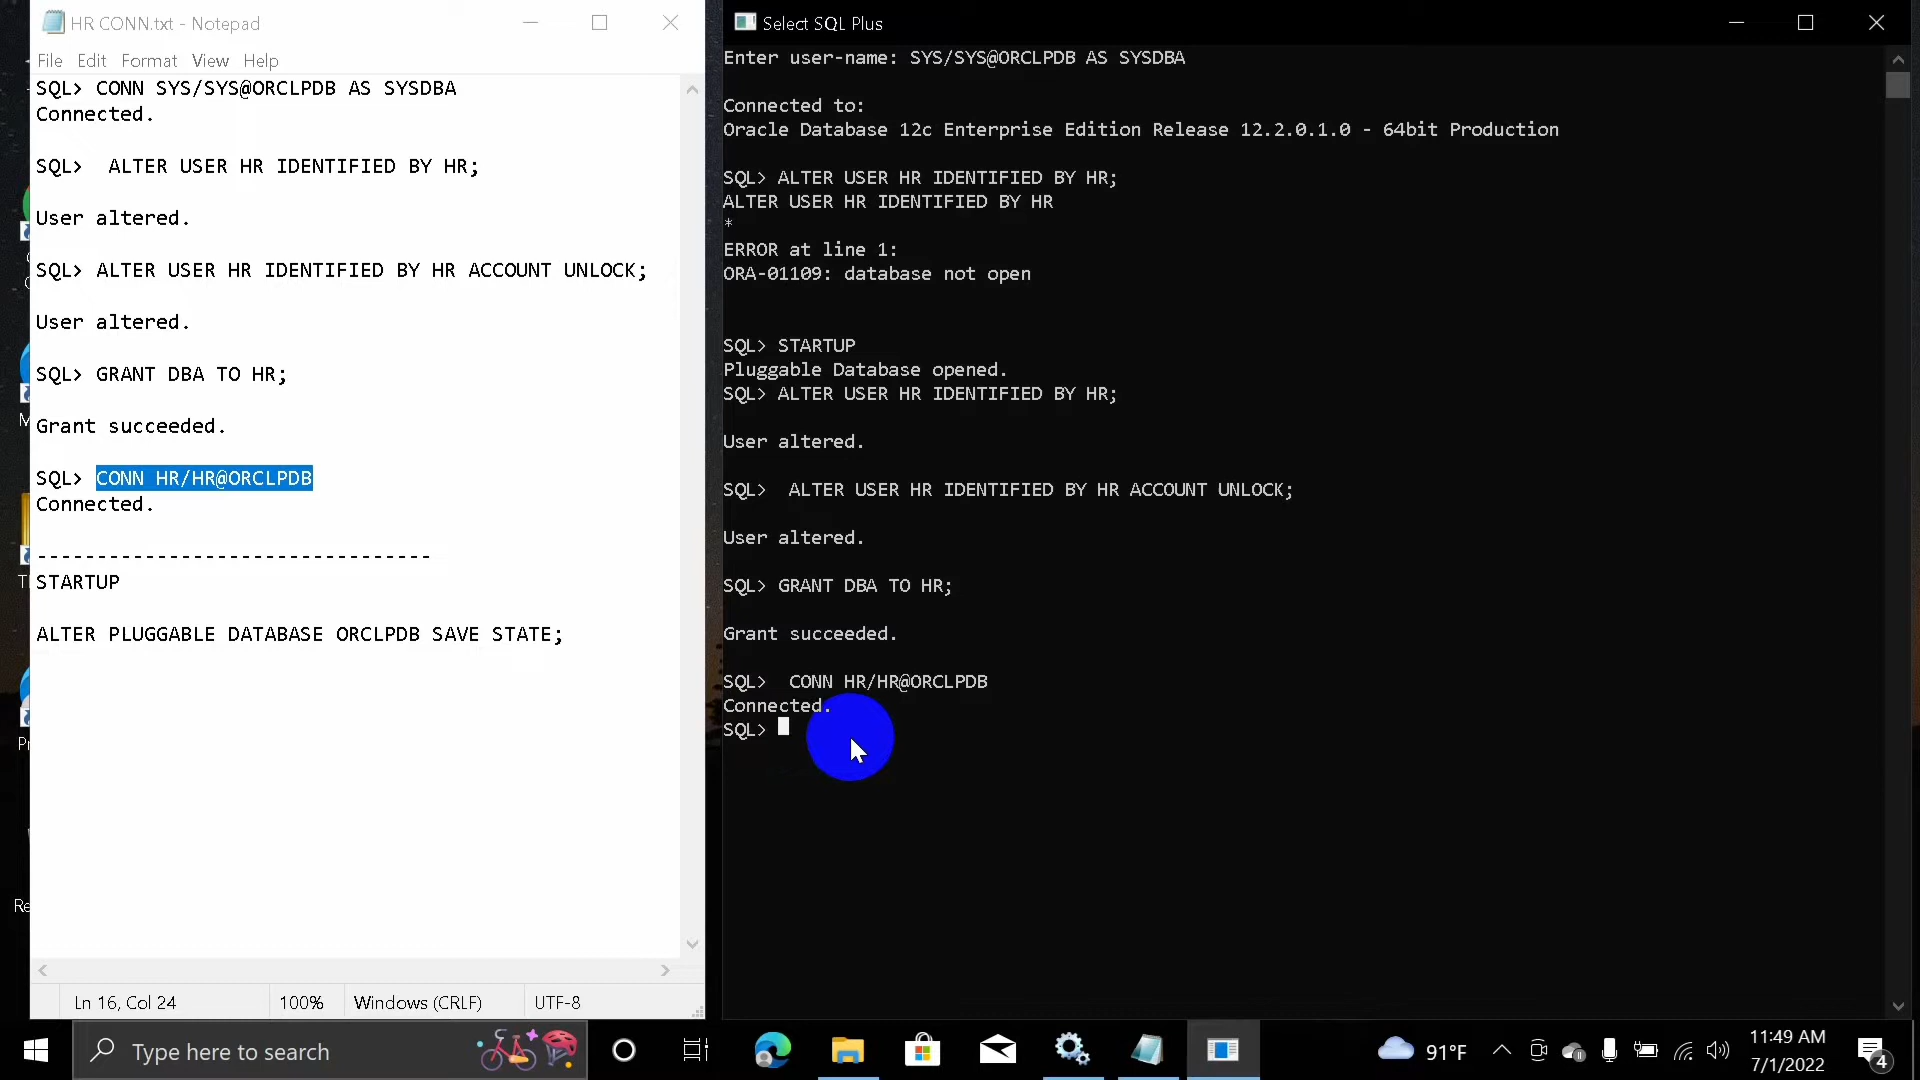 HR CONN.txt - Notepad
File Edit Format View Help
SQL> CONN SYS/SYS@ORCLPDB AS SYSDBA
Connected.
SQL>  ALTER USER HR IDENTIFIED BY HR;
User altered.
SQL> ALTER USER HR IDENTIFIED BY HR ACCOUNT UNLOCK;
User altered.
SQL> GRANT DBA TO HR;
Grant succeeded.
SQL> CONN HR/HR@ORCLPDB
Connected.
---------------------------------
STARTUP
ALTER PLUGGABLE DATABASE ORCLPDB SAVE STATE;
Ln 16, Col 24
100%
Windows (CRLF)
UTF-8
Select SQL Plus
Enter user-name: SYS/SYS@ORCLPDB AS SYSDBA
Connected to:
Oracle Database 12c Enterprise Edition Release 12.2.0.1.0 - 64bit Production
SQL> ALTER USER HR IDENTIFIED BY HR;
ALTER USER HR IDENTIFIED BY HR
*
ERROR at line 1:
ORA-01109: database not open
SQL> STARTUP
Pluggable Database opened.
SQL> ALTER USER HR IDENTIFIED BY HR;
User altered.
SQL>  ALTER USER HR IDENTIFIED BY HR ACCOUNT UNLOCK;
User altered.
SQL> GRANT DBA TO HR;
Grant succeeded.
SQL>  CONN HR/HR@ORCLPDB
Connected.
SQL>
Type here to search
91°F
11:49 AM
7/1/2022
4